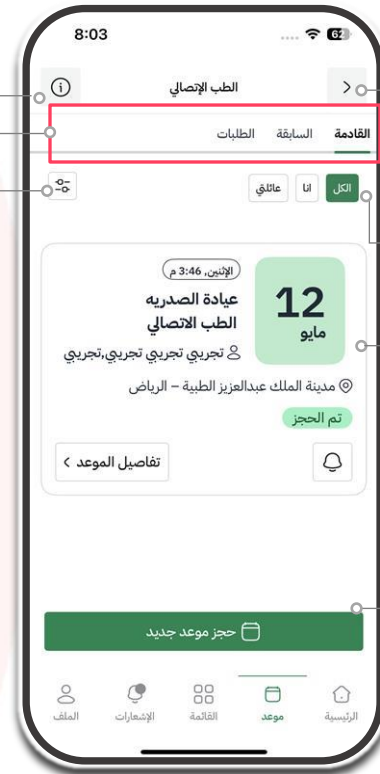 8:03
62
الطب الإتصالي
القادمة السابقة الطلبات
الكل انا عائلتي
12
مايو
الإثنين, 3:46 م
عيادة الصدريه
الطب الاتصالي
تجريبي تجريبي تجريبي,تجريبي
مدينة الملك عبدالعزيز الطبية – الرياض
تم الحجز
تفاصيل الموعد
حجز موعد جديد
الرئيسية موعد القائمة الإشعارات الملف